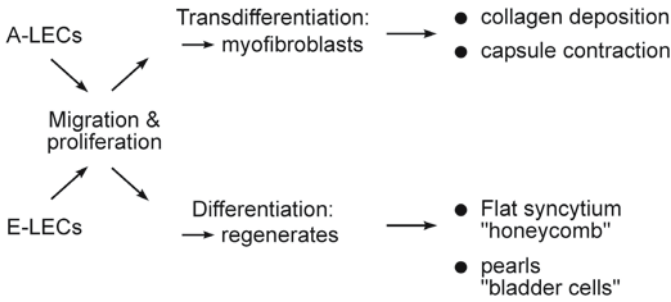 A-LECs
Transdifferentiation:
→ myofibroblasts
● collagen deposition
● capsule contraction
Migration &
proliferation
E-LECs
Differentiation:
→ regenerates
● Flat syncytium
"honeycomb"
● pearls
"bladder cells"